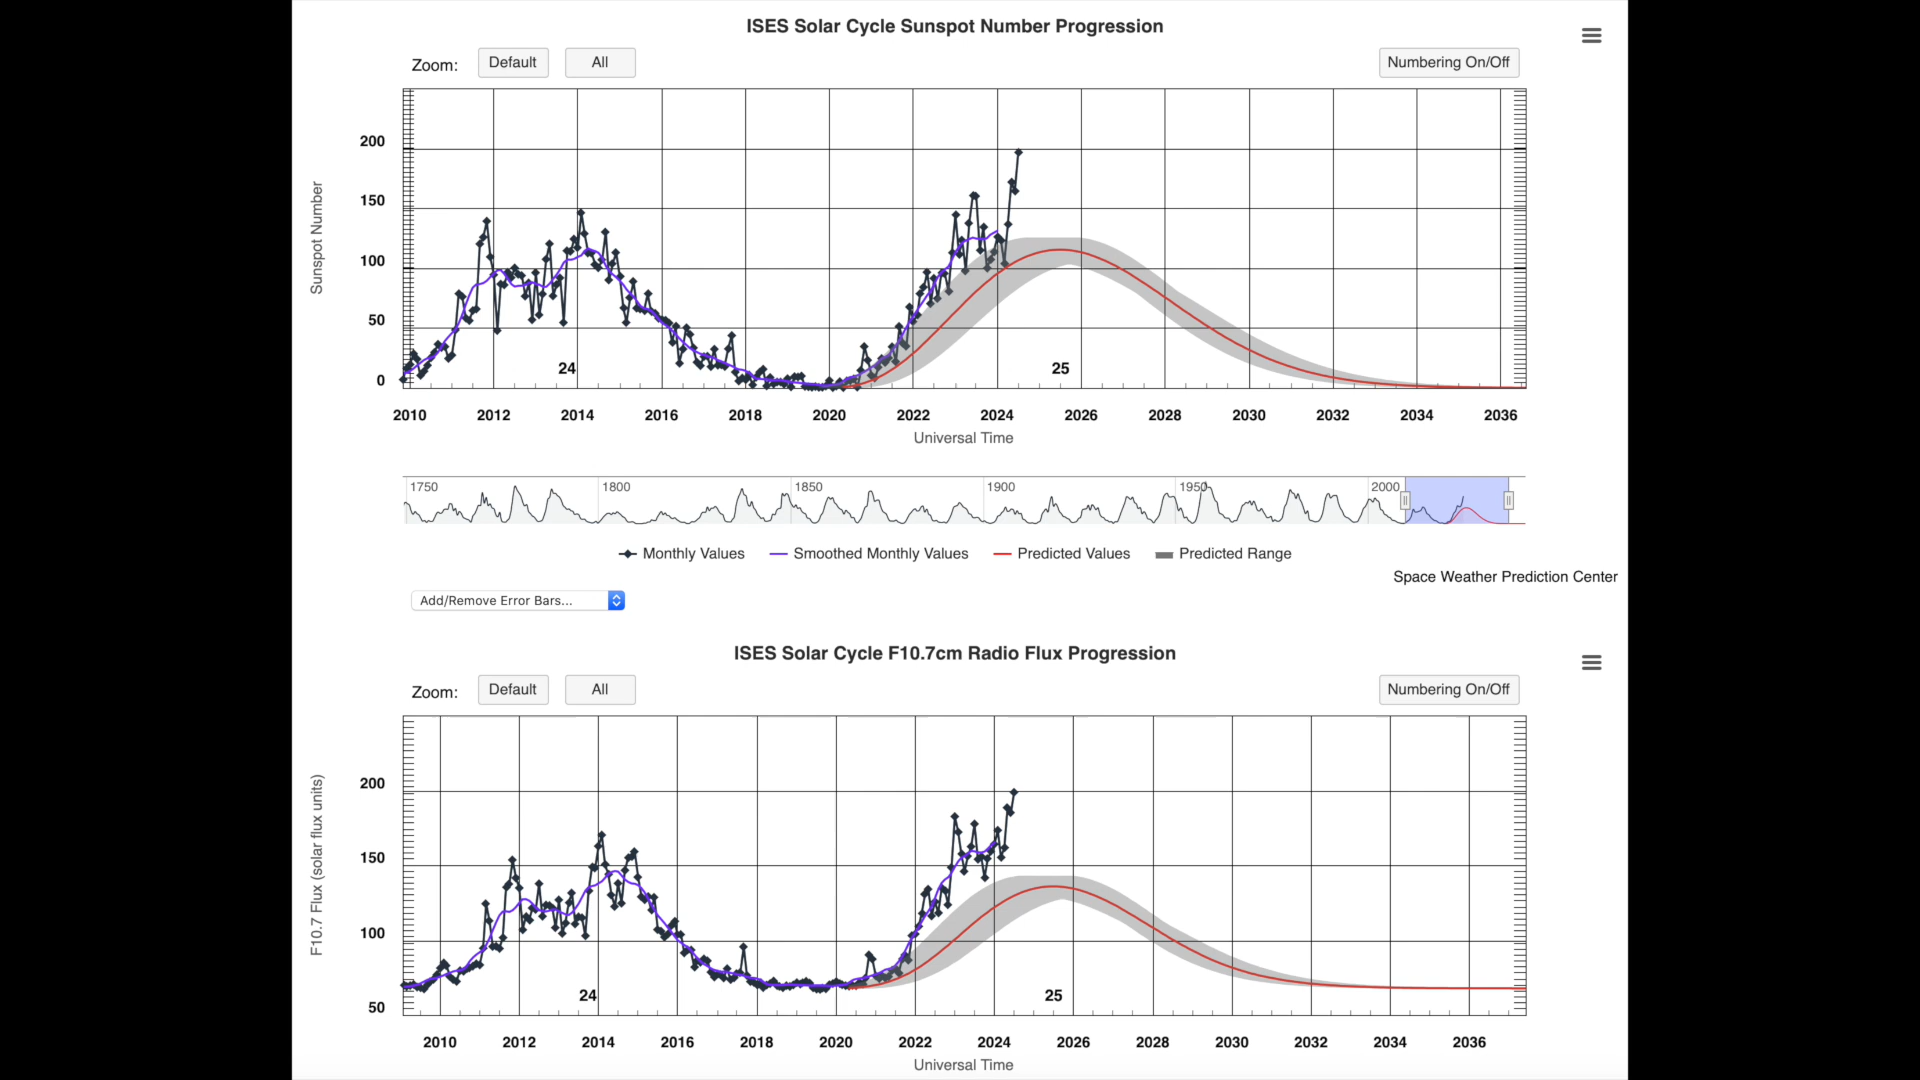 ISES Solar Cycle Sunspot Number Progression
Zoom: Default All Numbering On/Off
200
150
100
50
0
Sunspot Number
24 25
2010 2012 2014 2016 2018 2020 2022 2024 2026 2028 2030 2032 2034 2036
Universal Time
1750 1800 1850 1900 1950 2000
Monthly Values Smoothed Monthly Values Predicted Values Predicted Range
Space Weather Prediction Center
Add/Remove Error Bars...
ISES Solar Cycle F10.7cm Radio Flux Progression
Zoom: Default All Numbering On/Off
200
150
100
50
F10.7 Flux (solar flux units)
24 25
2010 2012 2014 2016 2018 2020 2022 2024 2026 2028 2030 2032 2034 2036
Universal Time